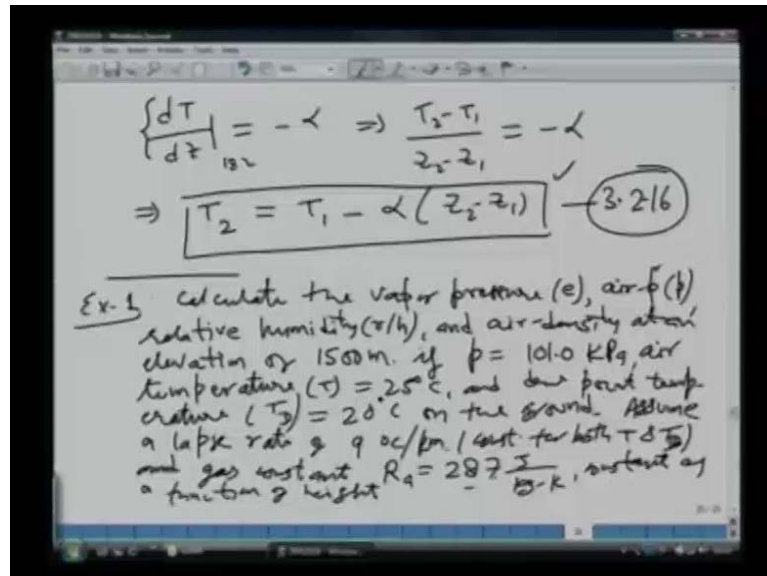 {dT/dz|1&2 = -α ⇒ T2-T1/Z2-Z1 = -α
⇒ T2 = T1 - α(Z2-Z1) ✓ - 3.216
Ex-1 Calculate the vapor pressure (e), air- (p)
relative humidity (r/h), and air-density at an
elevation of 1500m. if p = 101.0 KPa, air
temperature (T) = 25°C, and dew point temp-
erature (TD) = 20°C on the ground. Assume
a lapse rate of 9 oc/km (const for both T & TD)
and gas constant Ra = 287 J/kg-K, constant as
a function of height